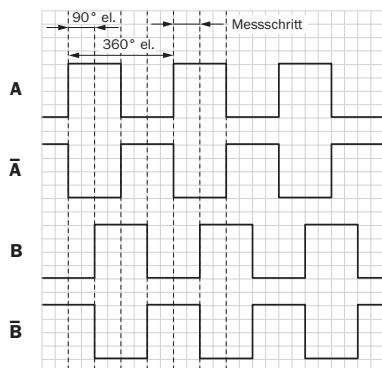 90° el.
Messschritt
360° el.
A
A̅
B
B̅